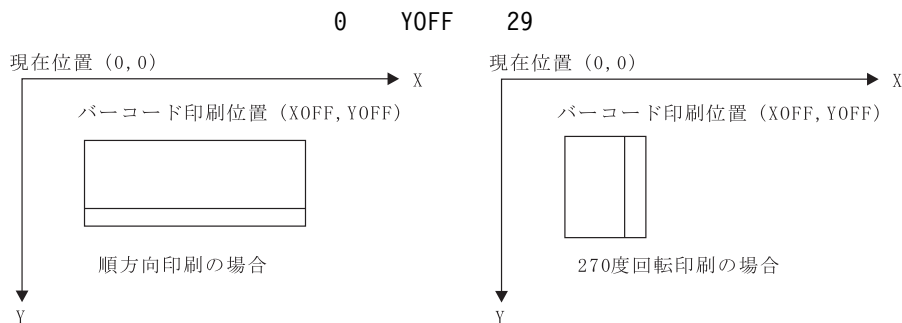 0 YOFF 29
現在位置 (0,0)
X
バーコード印刷位置 (XOFF,YOFF)
順方向印刷の場合
Y
現在位置 (0,0)
X
バーコード印刷位置 (XOFF,YOFF)
270度回転印刷の場合
Y